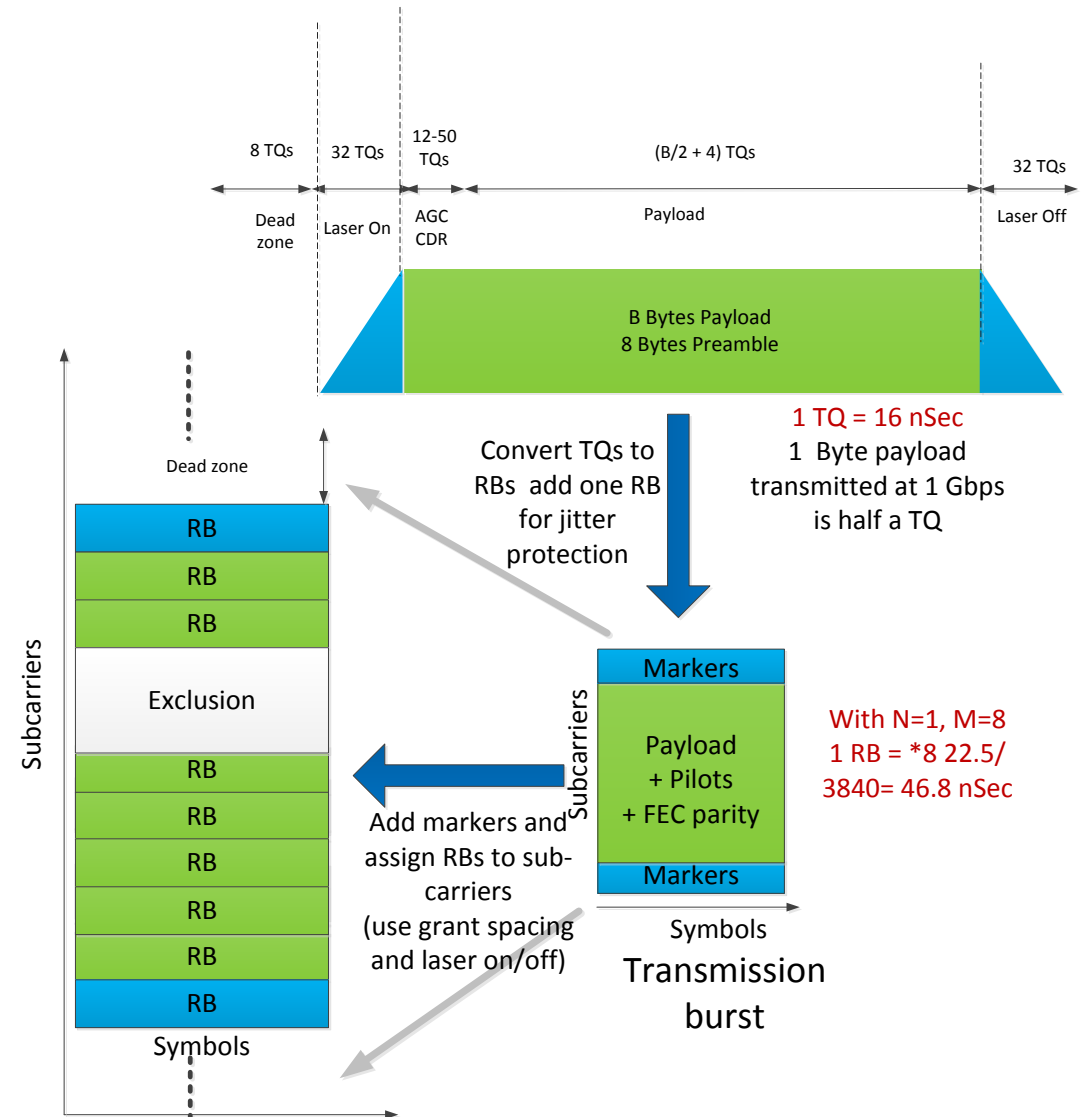 8 TQs
32 TQs
12-50
TQs
(B/2 + 4) TQs
32 TQs
Dead
zone
Laser On
AGC
CDR
Payload
Laser Off
B Bytes Payload
8 Bytes Preamble
1 TQ = 16 nSec
1 Byte payload
transmitted at 1 Gbps
is half a TQ
Convert TQs to
RBs add one RB
for jitter
protection
Dead zone
RB
RB
RB
Exclusion
RB
RB
RB
RB
RB
RB
Subcarriers
Symbols
Add markers and
assign RBs to sub-
carriers
(use grant spacing
and laser on/off)
Subcarriers
Markers
Payload
+ Pilots
+ FEC parity
Markers
Symbols
Transmission
burst
With N=1, M=8
1 RB = *8 22.5/
3840= 46.8 nSec